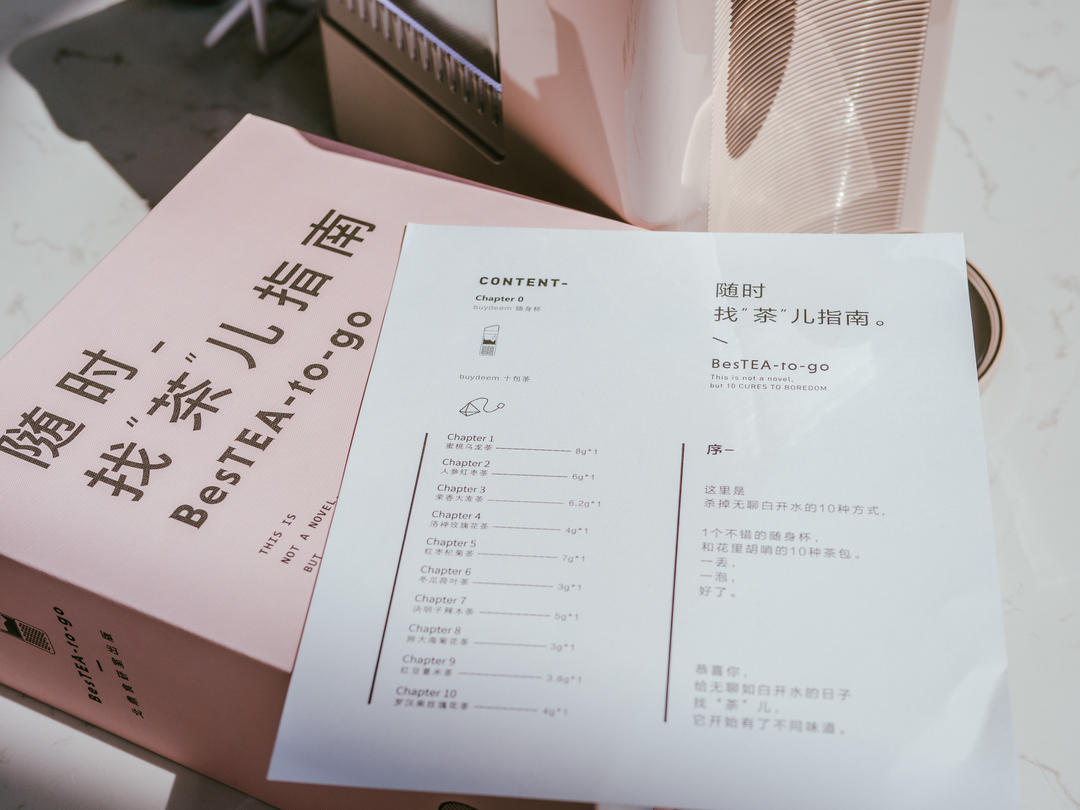 随时-
找"茶"儿指南
BesTEA-to-go
THIS IS
NOT A NOVEL,
BUT
BesTEA-to-go
CONTENT-
Chapter 0
buydeem 随身杯
buydeem 十包茶
Chapter 1
蜜桃乌龙茶 8g*1
Chapter 2
人参红枣茶 6g*1
Chapter 3
茉香大麦茶 6.2g*1
Chapter 4
洛神玫瑰花茶 4g*1
Chapter 5
红枣杞菊茶 7g*1
Chapter 6
冬瓜荷叶茶 3g*1
Chapter 7
决明子辣木茶 5g*1
Chapter 8
胖大海菊花茶 3g*1
Chapter 9
红豆薏米茶 3.8g*1
Chapter 10
罗汉果玫瑰花茶 4g*1
随时
找"茶"儿指南。
BesTEA-to-go
This is not a novel,
but 10 CURES TO BOREDOM.
序-
这里是
杀掉无聊白开水的10种方式，
1个不错的随身杯，
和花里胡哨的10种茶包。
一丢，
一泡，
好了。
恭喜你，
给无聊如白开水的日子
找"茶"儿，
它开始有了不同味道。